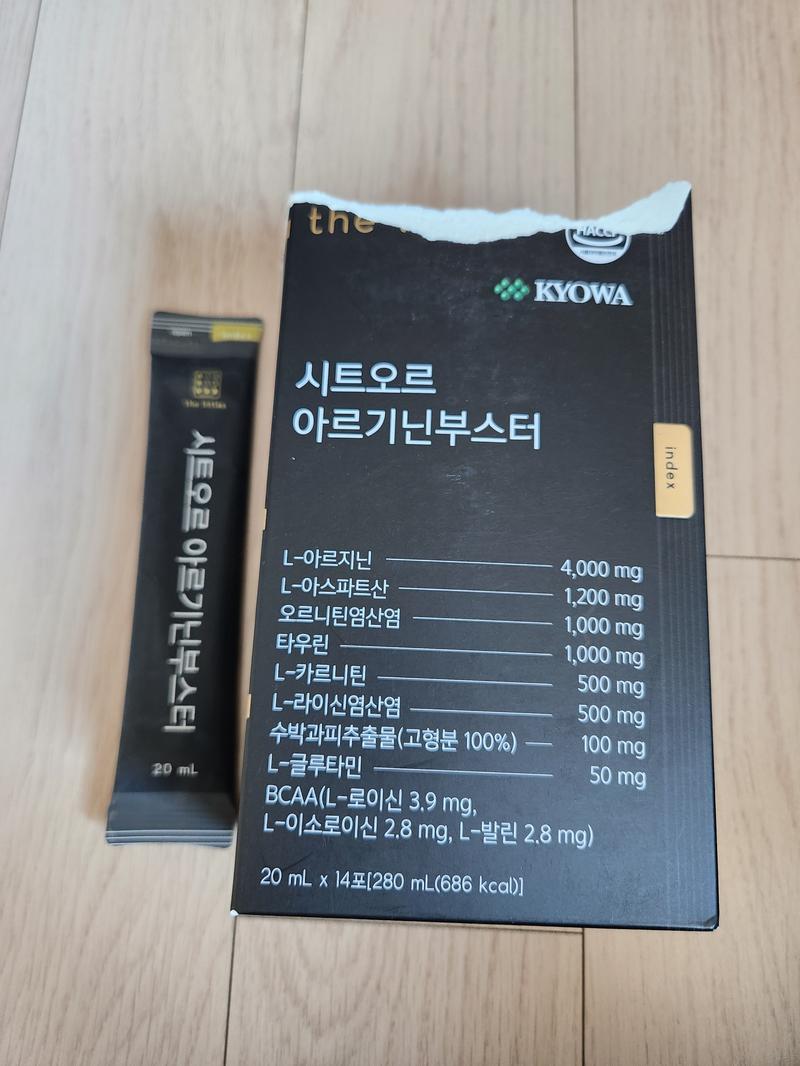 the
HACCP
KYOWA
시트오르
아르기닌부스터
index
L-아르지닌 4,000 mg
L-아스파트산 1,200 mg
오르니틴염산염 1,000 mg
타우린 1,000 mg
L-카르니틴 500 mg
L-라이신염산염 500 mg
수박과피추출물(고형분 100%) 100 mg
L-글루타민 50 mg
BCAA(L-로이신 3.9 mg,
L-이소로이신 2.8 mg, L-발린 2.8 mg)
20 mL x 14포[280 mL(686 kcal)]
index
the littles
시트오르 아르기닌부스터
20 mL